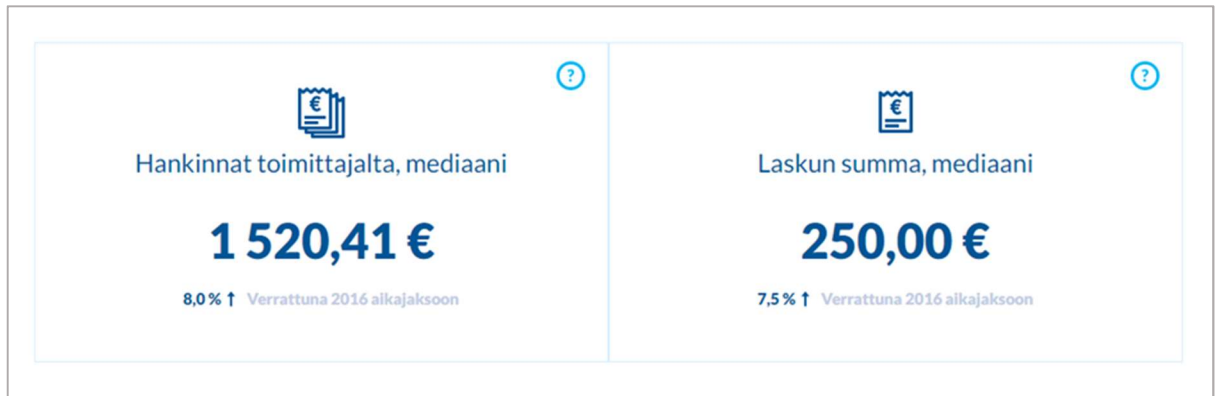 ?
?
€
€
Hankinnat toimittajalta, mediaani
Laskun summa, mediaani
1 520,41 €
250,00 €
8,0 % ↑ Verrattuna 2016 aikajaksoon
7,5 % ↑ Verrattuna 2016 aikajaksoon